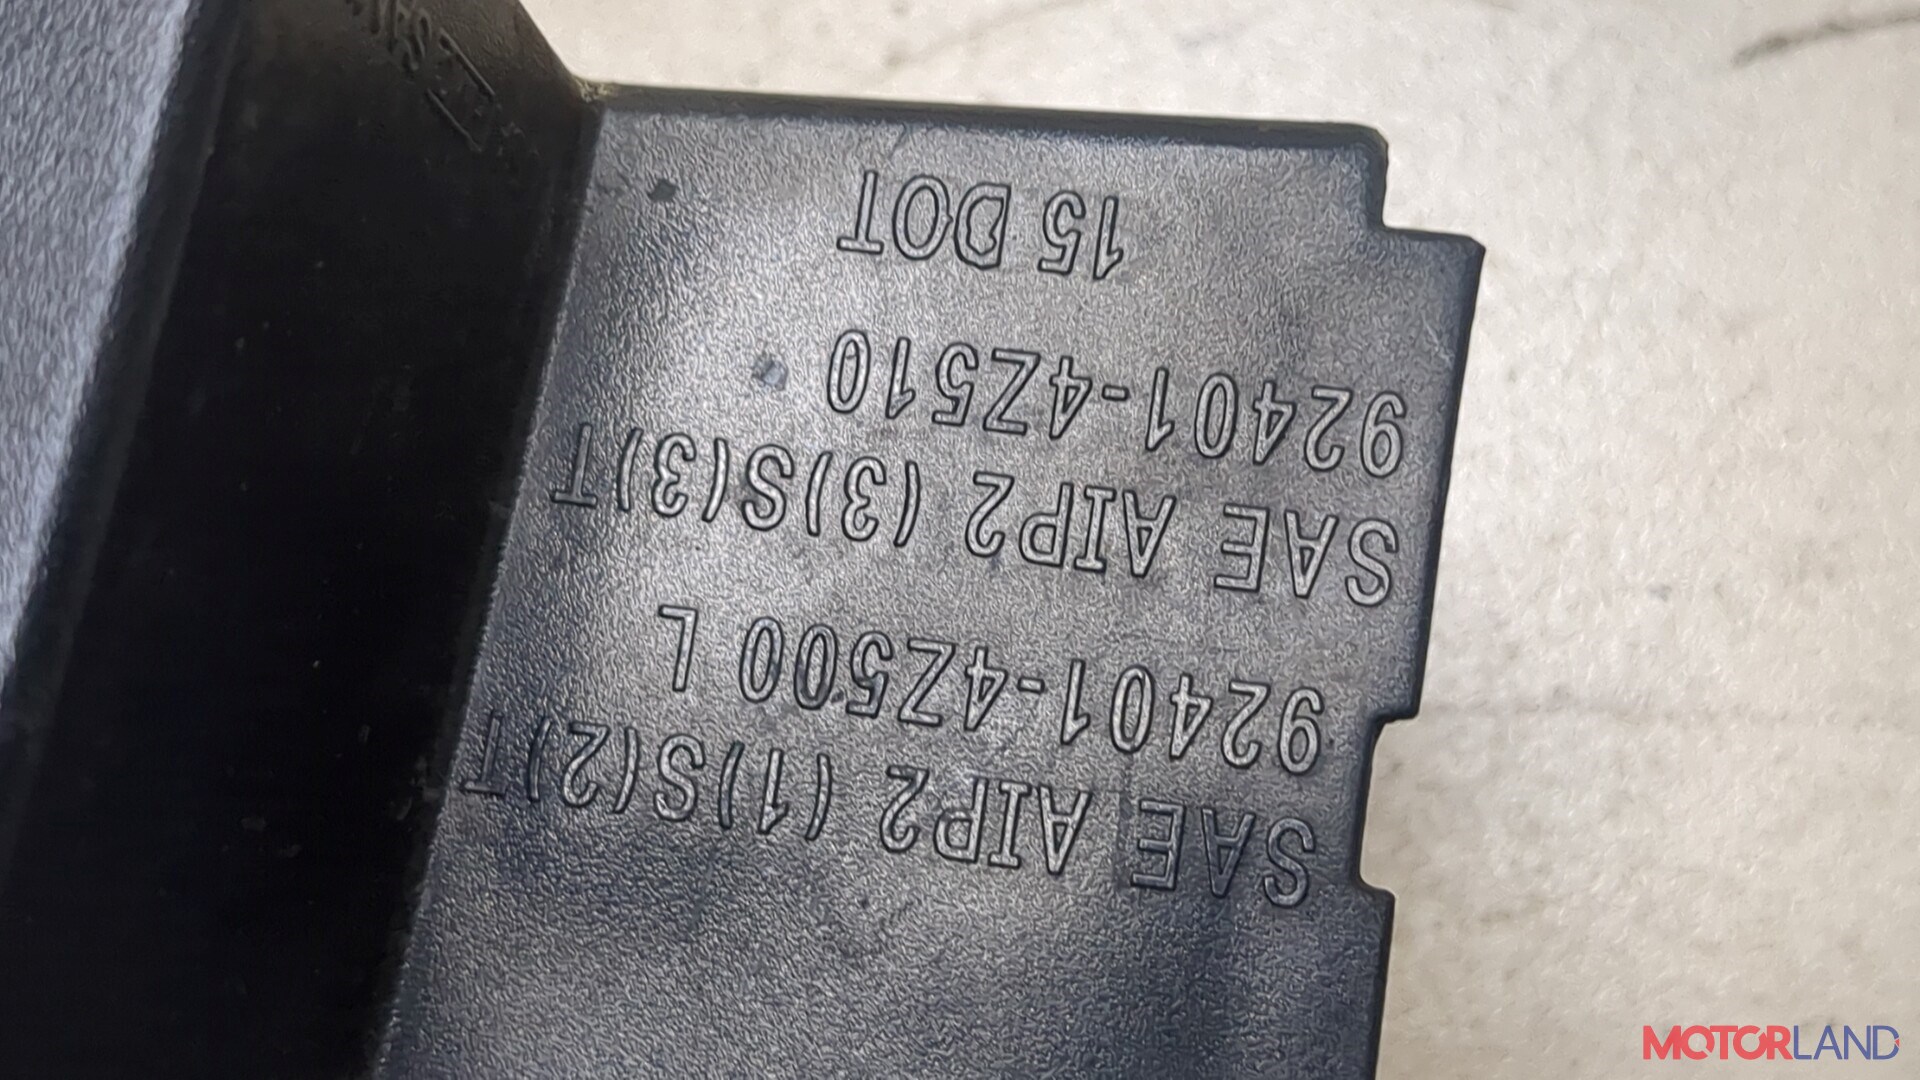 SAE AIP2 (1)S(2)T
92401-4Z500 L
SAE AIP2 (3)S(3)T
92401-4Z510
15 DOT
MOTORLAND